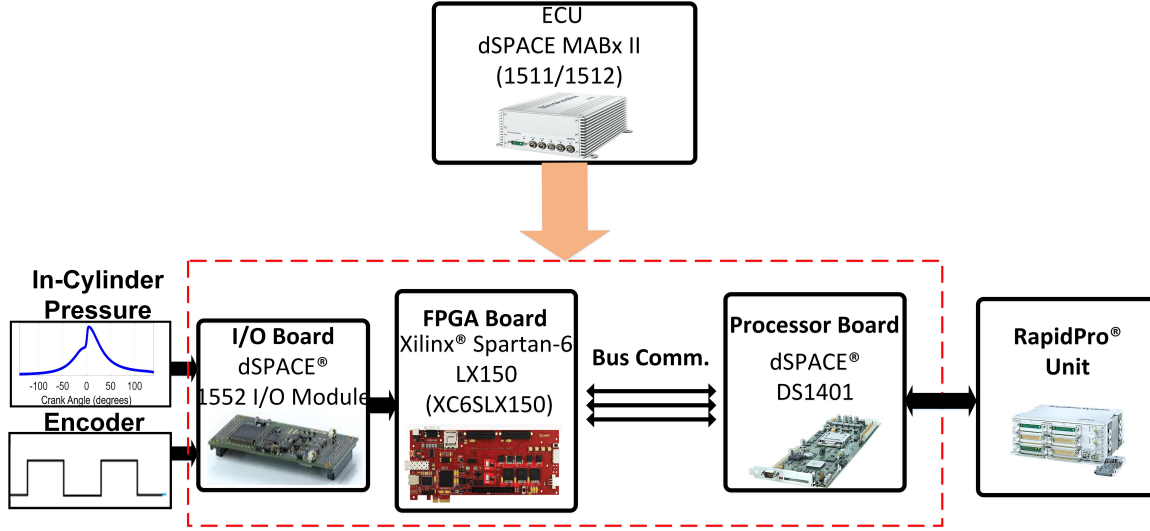 ECU
dSPACE MABx II
(1511/1512)
In-Cylinder
Pressure
-100 -50 0 50 100
Crank Angle (degrees)
Encoder
I/O Board
dSPACE®
1552 I/O Module
FPGA Board
Xilinx® Spartan-6
LX150
(XC6SLX150)
Bus Comm.
Processor Board
dSPACE®
DS1401
RapidPro®
Unit